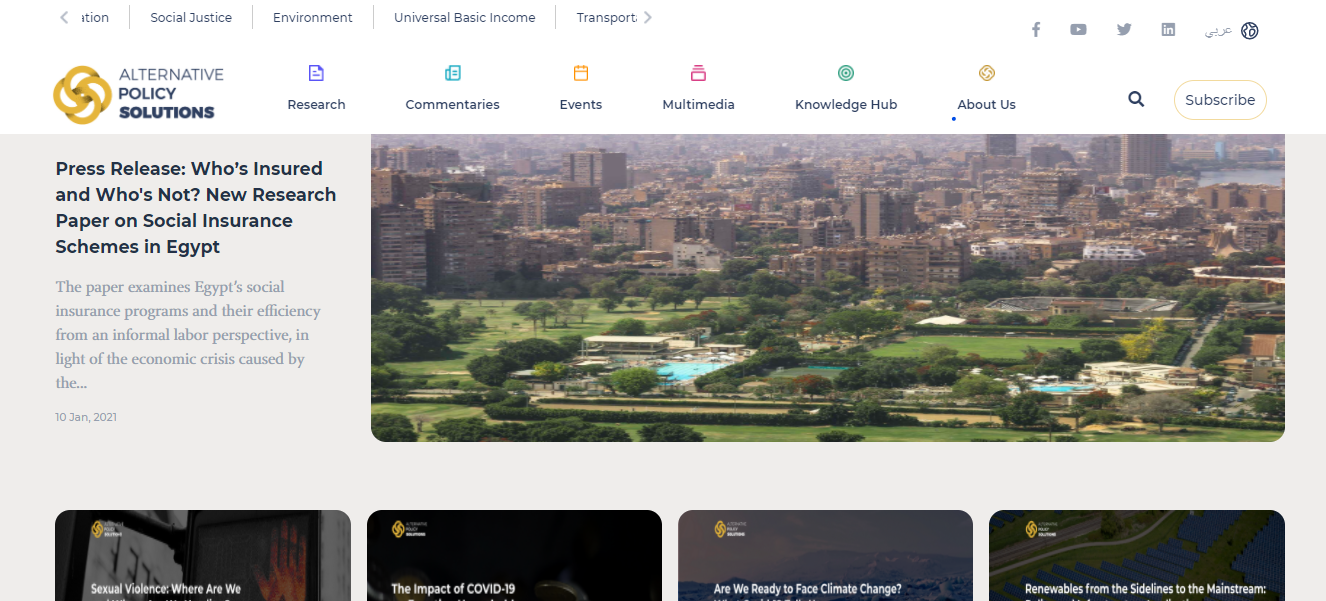 ation
Social Justice
Environment
Universal Basic Income
Transport
عربي
ALTERNATIVE
POLICY
SOLUTIONS
Research
Commentaries
Events
Multimedia
Knowledge Hub
About Us
Subscribe
Press Release: Who’s Insured
and Who's Not? New Research
Paper on Social Insurance
Schemes in Egypt
The paper examines Egypt’s social
insurance programs and their efficiency
from an informal labor perspective, in
light of the economic crisis caused by
the...
10 Jan, 2021
ALTERNATIVE
POLICY
SOLUTIONS
Sexual Violence: Where Are We
ALTERNATIVE
POLICY
SOLUTIONS
The Impact of COVID-19
ALTERNATIVE
POLICY
SOLUTIONS
Are We Ready to Face Climate Change?
ALTERNATIVE
POLICY
SOLUTIONS
Renewables from the Sidelines to the Mainstream: